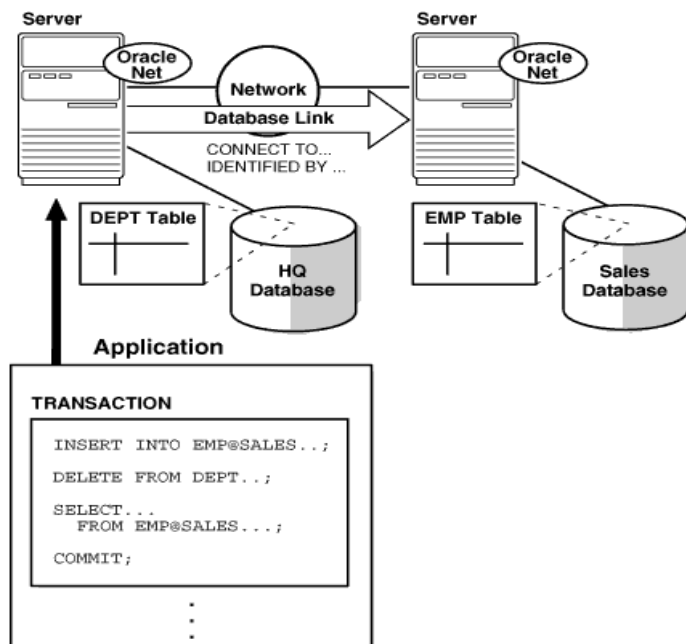 Server
Server
Oracle
Net
Oracle
Net
Network
Database Link
CONNECT TO...
IDENTIFIED BY ...
DEPT Table
EMP Table
HQ
Database
Sales
Database
Application
TRANSACTION
INSERT INTO EMP@SALES..;
DELETE FROM DEPT..;
SELECT...
FROM EMP@SALES...;
COMMIT;